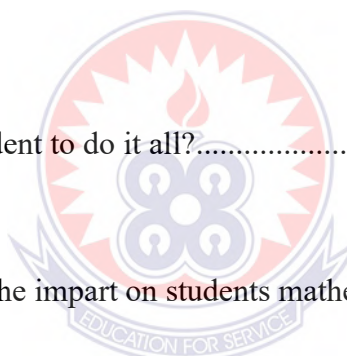 dent to do it all?....................
he impart on students mathe
EDUCATION FOR SERVICE